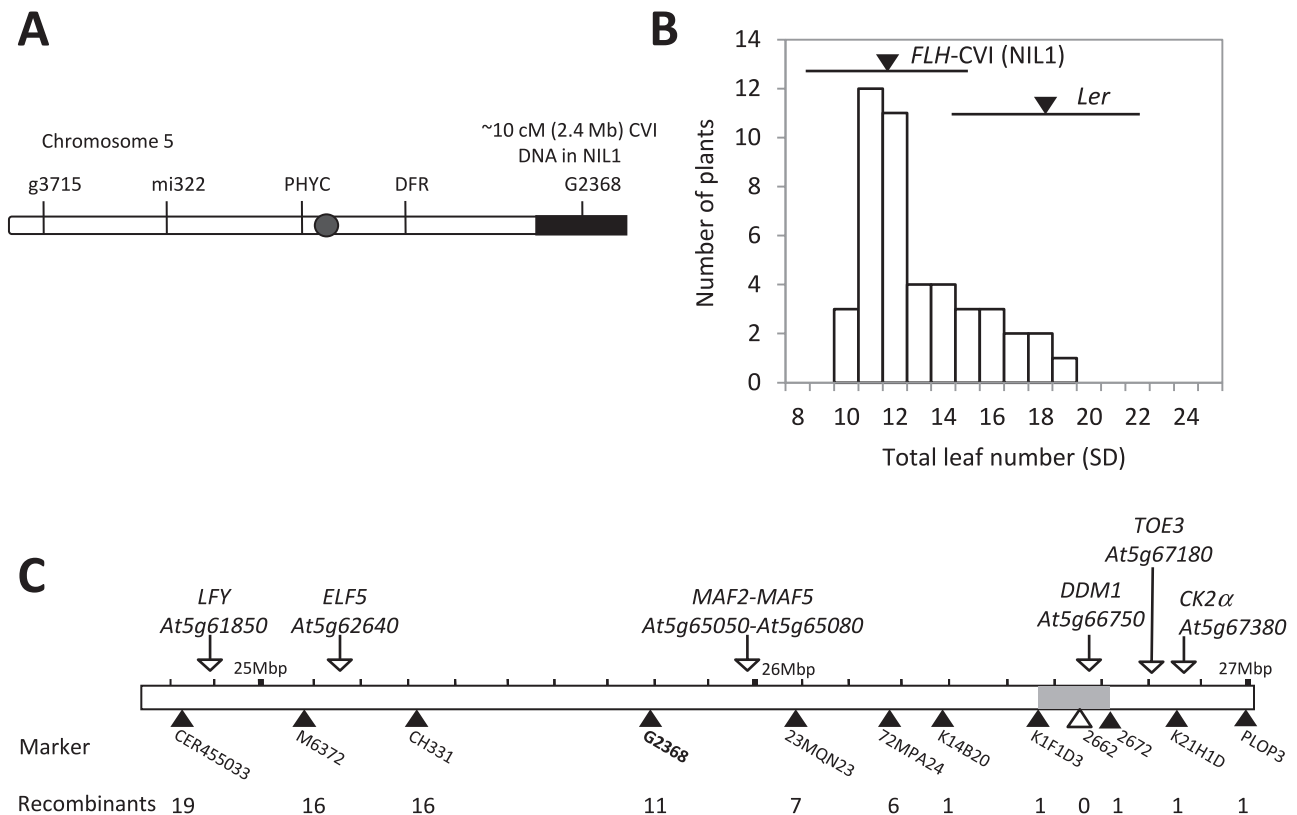 A
Chromosome 5
~10 cM (2.4 Mb) CVI
DNA in NIL1
g3715 mi322 PHYC DFR G2368
B
14
12
10
8
6
4
2
0
Number of plants
FLH-CVI (NIL1)
Ler
8 10 12 14 16 18 20 22 24
Total leaf number (SD)
C
TOE3
At5g67180
LFY ELF5 MAF2-MAF5 DDM1 CK2α
At5g61850 At5g62640 At5g65050-At5g65080 At5g66750 At5g67380
25Mbp 26Mbp 27Mbp
Marker CER455033 M6372 CH331 G2368 23MQN23 72MPA24 K14B20 K1F1D3 2662 2672 K21H1D PLOP3
Recombinants 19 16 16 11 7 6 1 1 0 1 1 1